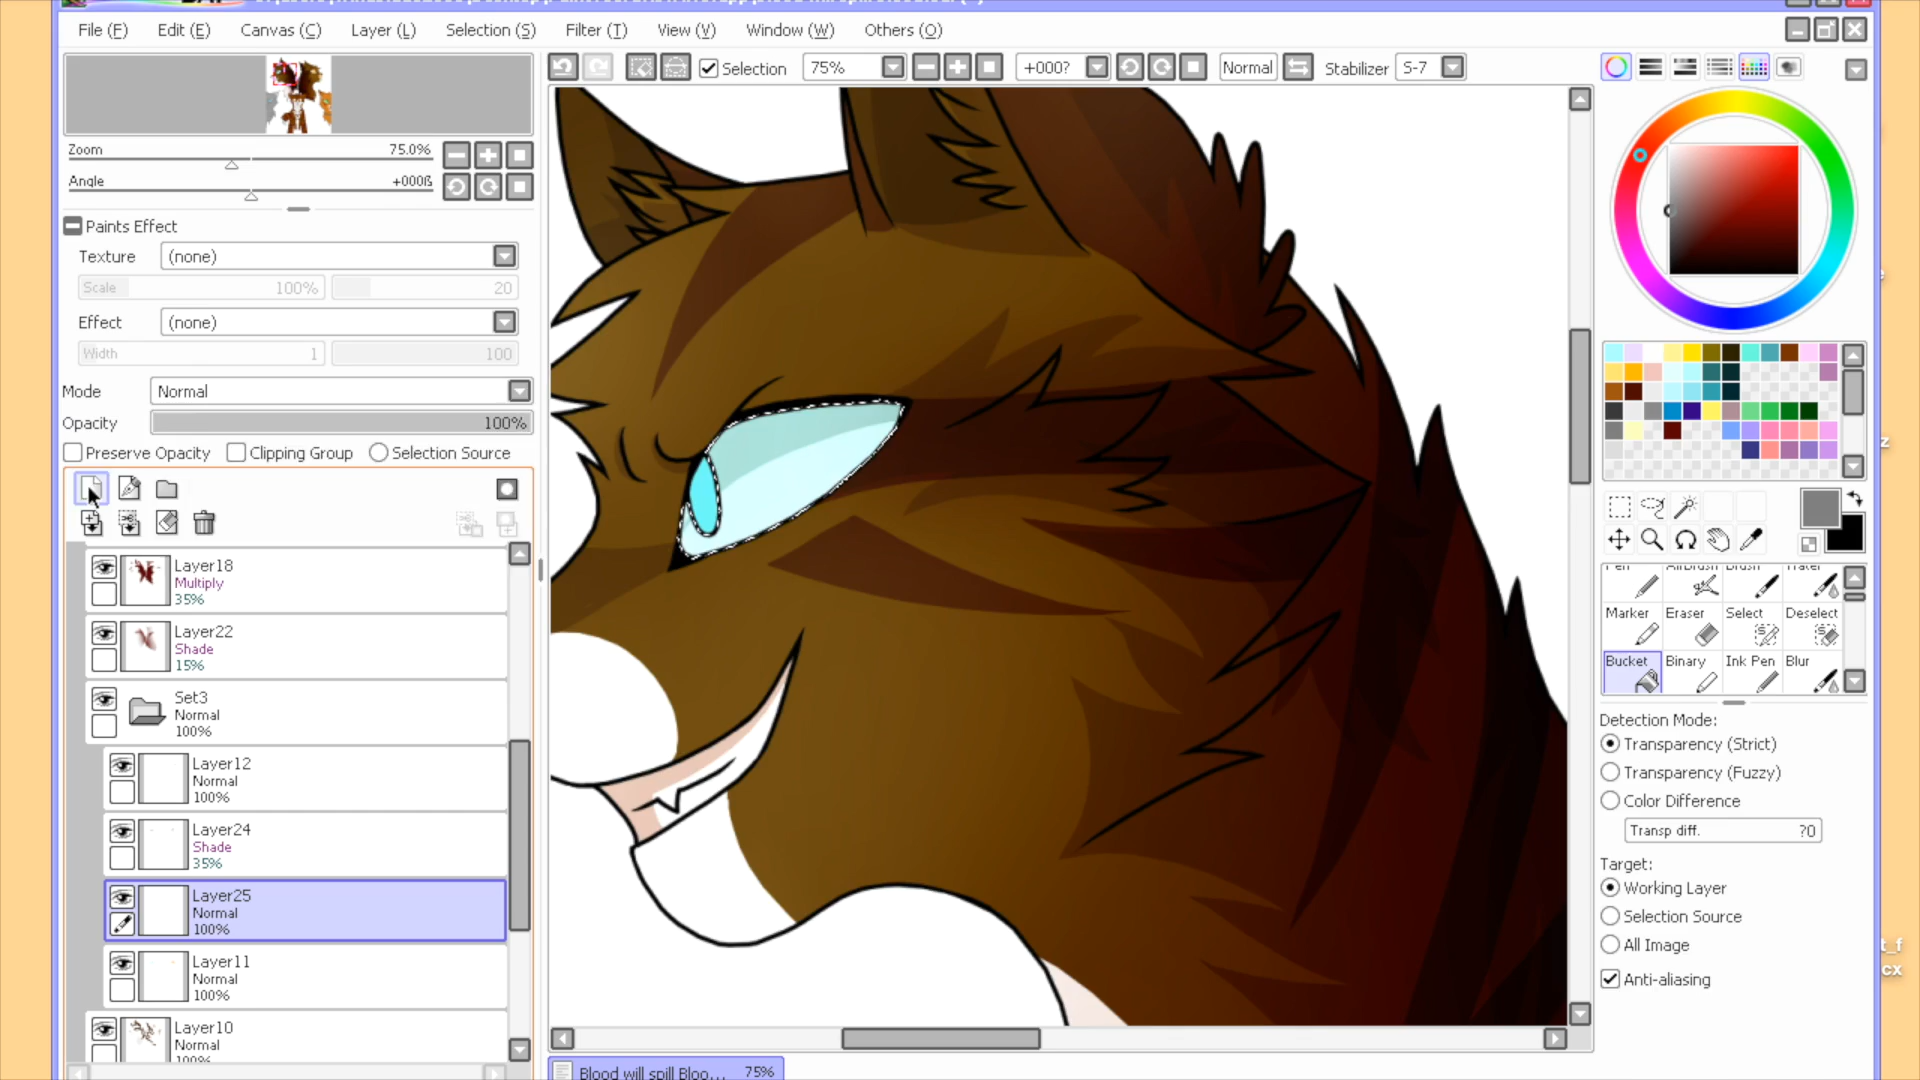 File (F) Edit (E) Canvas (C) Layer (L) Selection (S) Filter (T) View (V) Window (W) Others (O)
Selection 75% +000? Normal Stabilizer S-7
Zoom 75.0%
Angle +000ß
Paints Effect
Texture (none)
Scale 100% 20
Effect (none)
Width 1 100
Mode Normal
Opacity 100%
Preserve Opacity Clipping Group Selection Source
Layer18
Multiply
35%
Layer22
Shade
15%
Set3
Normal
100%
Layer12
Normal
100%
Layer24
Shade
35%
Layer25
Normal
100%
Layer11
Normal
100%
Layer10
Normal
100%
Blood will spill Bloo... 75%
Marker Eraser Select Deselect
Bucket Binary Ink Pen Blur
Detection Mode:
Transparency (Strict)
Transparency (Fuzzy)
Color Difference
Transp diff. ?0
Target:
Working Layer
Selection Source
All Image
Anti-aliasing
z
t_f
cx